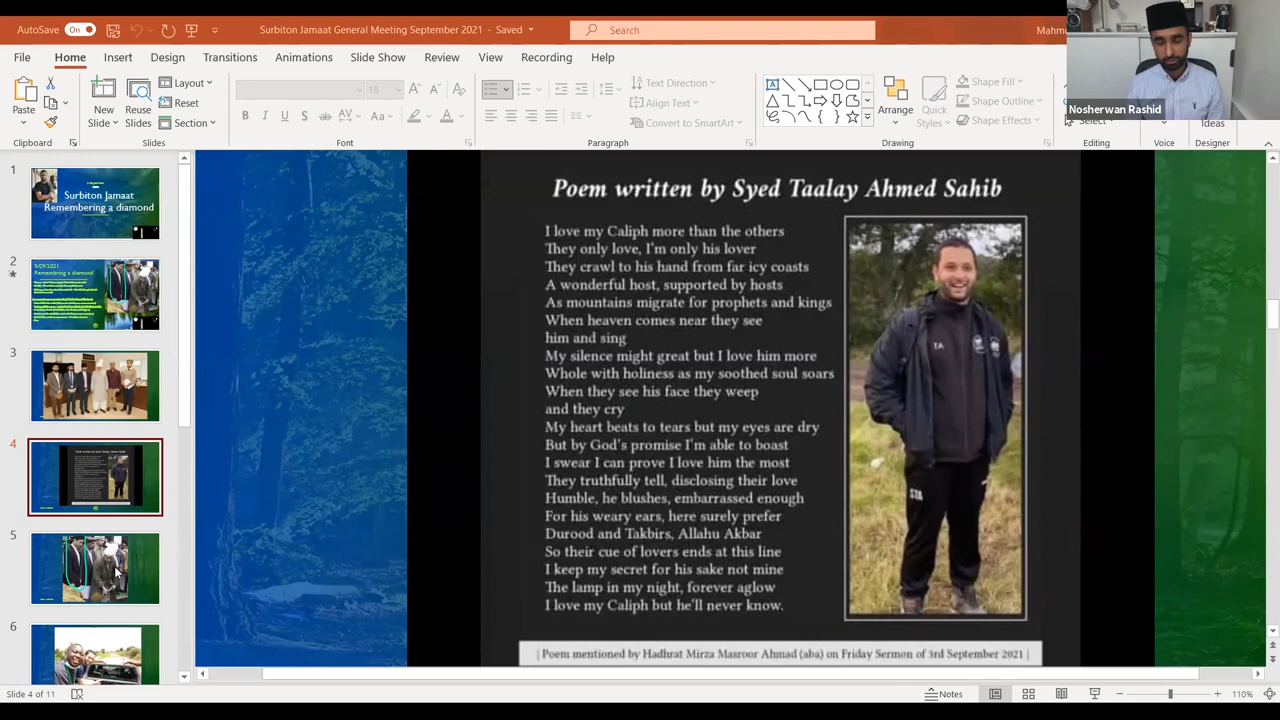 AutoSave On Surbiton Jamaat General Meeting September 2021 - Saved Search Mahmo
File Home Insert Design Transitions Animations Slide Show Review View Recording Help
Paste New Slide Reuse Slides Layout Reset Section
18
Text Direction
Align Text
Convert to SmartArt
Arrange Quick Styles Shape Fill Shape Outline Shape Effects
Select
Ideas
Clipboard Slides Font Paragraph Drawing Editing Voice Designer
Nosherwan Rashid
1
Surbiton Jamaat
Remembering a diamond
2
Remembering a diamond
3
4
5
6
Poem written by Syed Taalay Ahmed Sahib
I love my Caliph more than the others
They only love, I'm only his lover
They crawl to his hand from far icy coasts
A wonderful host, supported by hosts
As mountains migrate for prophets and kings
When heaven comes near they see
him and sing
My silence might great but I love him more
Whole with holiness as my soothed soul soars
When they see his face they weep
and they cry
My heart beats to tears but my eyes are dry
But by God's promise I'm able to boast
I swear I can prove I love him the most
They truthfully tell, disclosing their love
Humble, he blushes, embarrassed enough
For his weary ears, here surely prefer
Durood and Takbirs, Allahu Akbar
So their cue of lovers ends at this line
I keep my secret for his sake not mine
The lamp in my night, forever aglow
I love my Caliph but he'll never know.
TA
STA
| Poem mentioned by Hadhrat Mirza Masroor Ahmad (aba) on Friday Sermon of 3rd September 2021 |
Slide 4 of 11 Notes 110%